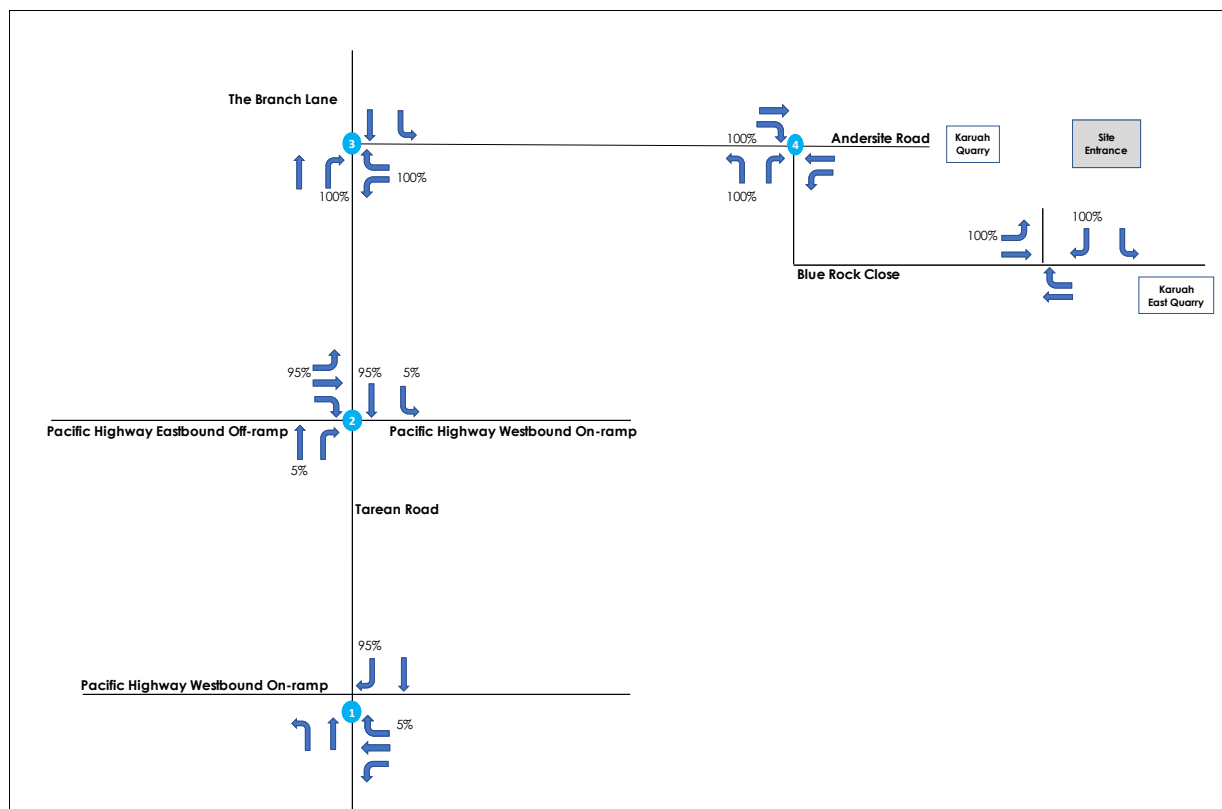 The Branch Lane
3
100%
100%
100%
4
Andersite Road
100%
Karuah
Quarry
Site
Entrance
100%
100%
Blue Rock Close
Karuah
East Quarry
95%
95%
5%
2
Pacific Highway Eastbound Off-ramp
Pacific Highway Westbound On-ramp
5%
Tarean Road
95%
Pacific Highway Westbound On-ramp
1
5%